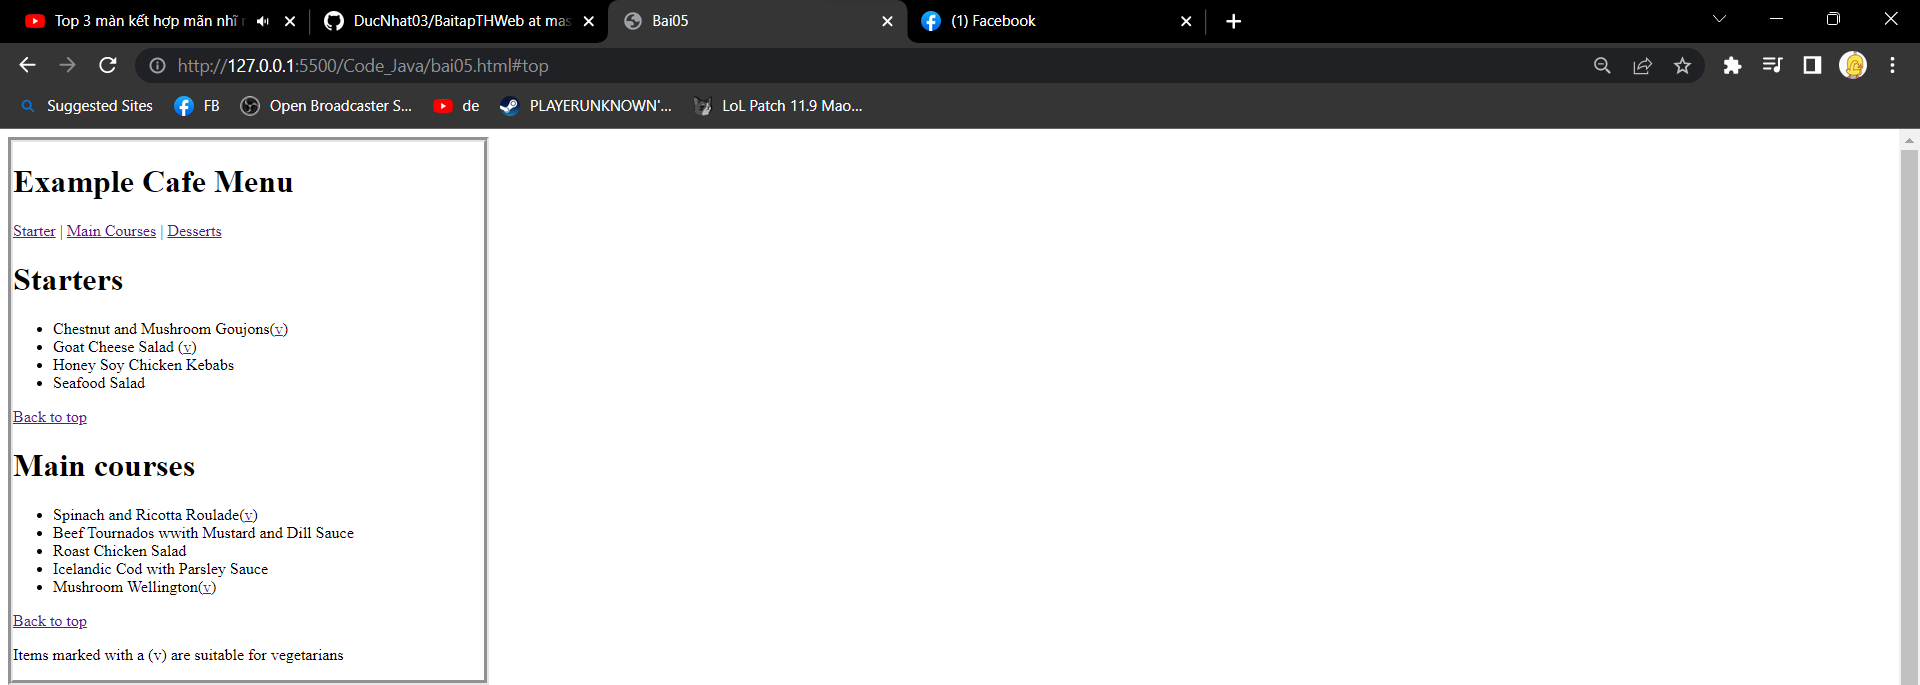 Top 3 màn kết hợp mãn nhĩ
DucNhat03/BaitapTHWeb at mas
Bai05
(1) Facebook
http://127.0.0.1:5500/Code_Java/bai05.html#top
Suggested Sites FB Open Broadcaster S... de PLAYERUNKNOWN'... LoL Patch 11.9 Mao...
Example Cafe Menu
Starter | Main Courses | Desserts
Starters
• Chestnut and Mushroom Goujons(v)
• Goat Cheese Salad (v)
• Honey Soy Chicken Kebabs
• Seafood Salad
Back to top
Main courses
• Spinach and Ricotta Roulade(v)
• Beef Tournados wwith Mustard and Dill Sauce
• Roast Chicken Salad
• Icelandic Cod with Parsley Sauce
• Mushroom Wellington(v)
Back to top
Items marked with a (v) are suitable for vegetarians